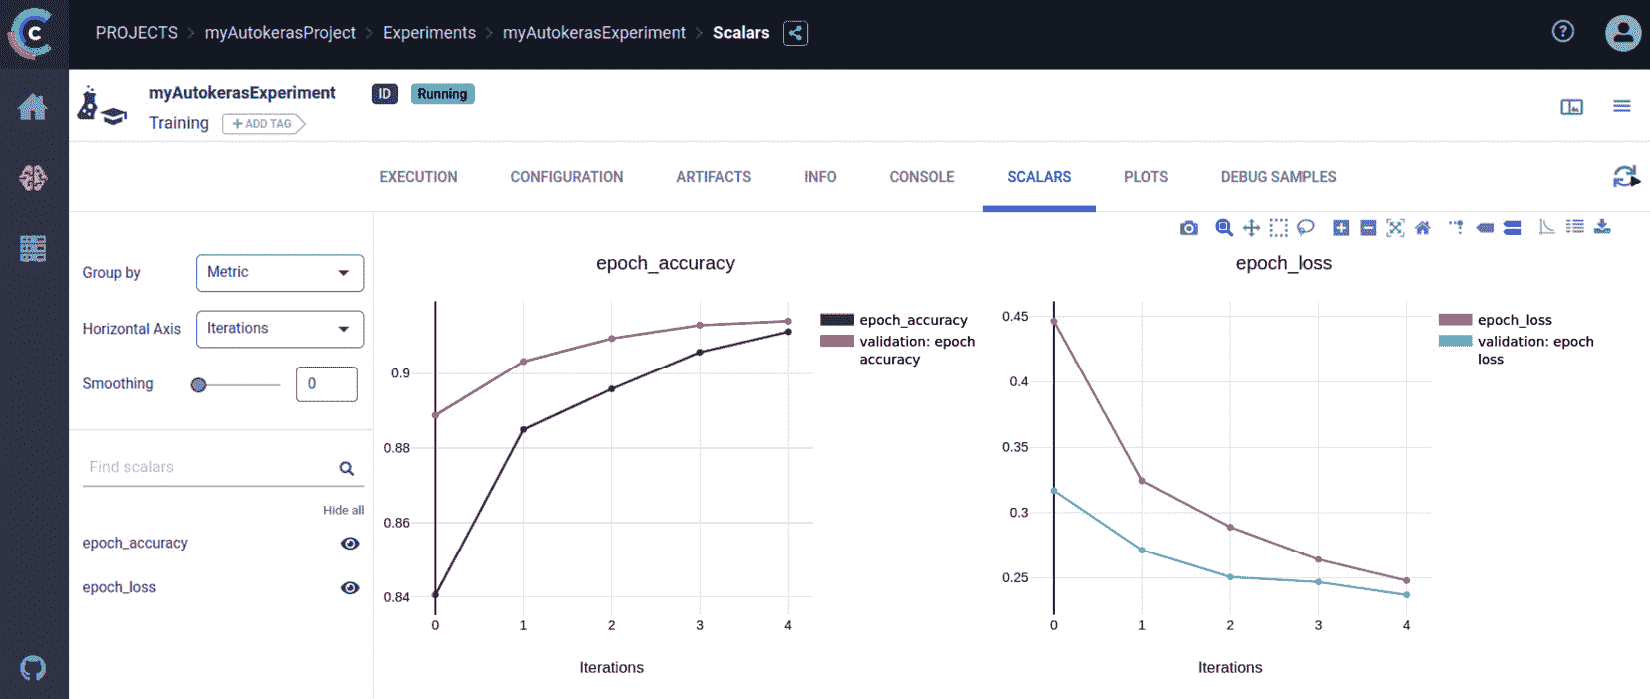 PROJECTS > myAutokerasProject > Experiments > myAutokerasExperiment > Scalars
myAutokerasExperiment ID Running
Training + ADD TAG
EXECUTION CONFIGURATION ARTIFACTS INFO CONSOLE SCALARS PLOTS DEBUG SAMPLES
Group by Metric
Horizontal Axis Iterations
Smoothing 0
Find scalars
Hide all
epoch_accuracy
epoch_loss
epoch_accuracy
0.9
0.88
0.86
0.84
0 1 2 3 4
Iterations
epoch_accuracy
validation: epoch
accuracy
epoch_loss
0.45
0.4
0.35
0.3
0.25
0 1 2 3 4
Iterations
epoch_loss
validation: epoch
loss